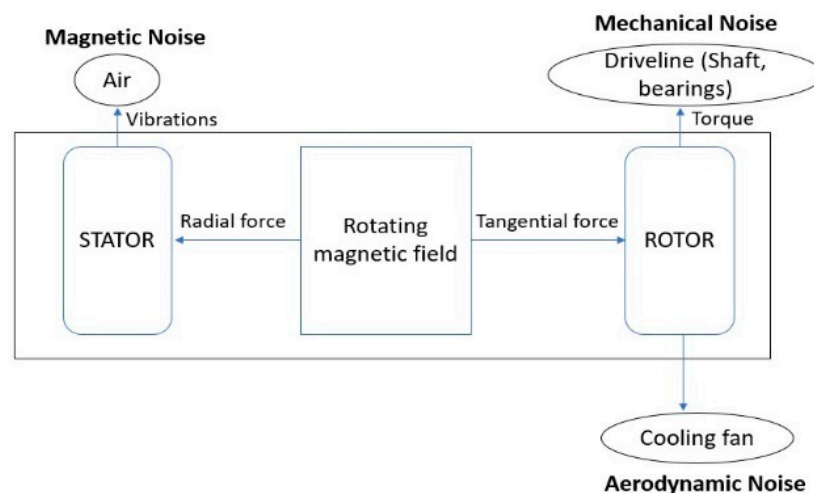 Magnetic Noise
Air
Vibrations
Mechanical Noise
Driveline (Shaft,
bearings)
Torque
STATOR
Radial force
Rotating
magnetic field
Tangential force
ROTOR
Cooling fan
Aerodynamic Noise